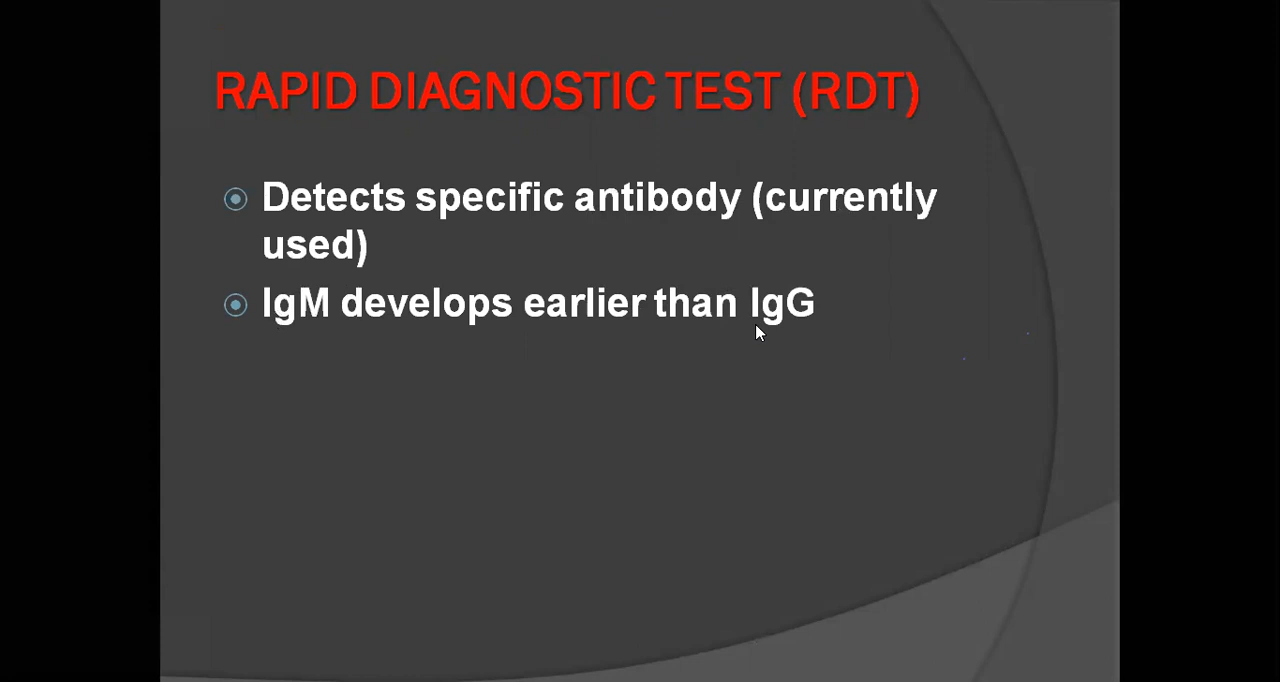 RAPID DIAGNOSTIC TEST (RDT)
Detects specific antibody (currently
used)
IgM develops earlier than IgG